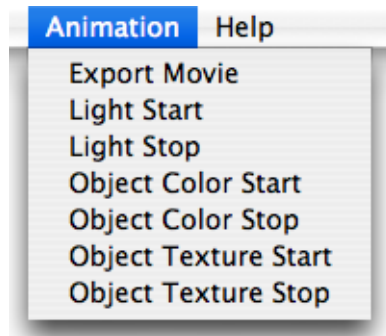 Animation Help
Export Movie
Light Start
Light Stop
Object Color Start
Object Color Stop
Object Texture Start
Object Texture Stop